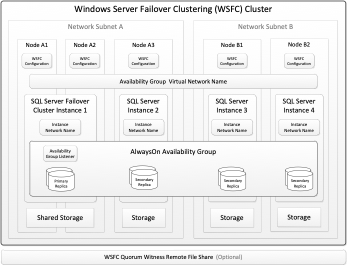 Windows Server Failover Clustering (WSFC) Cluster
Network Subnet A
Network Subnet B
Node A1
Node A2
Node A3
Node B1
Node B2
WSFC
Configuration
WSFC
Configuration
WSFC
Configuration
WSFC
Configuration
WSFC
Configuration
Availability Group Virtual Network Name
SQL Server Failover
Cluster Instance 1
SQL Server
Instance 2
SQL Server
Instance 3
SQL Server
Instance 4
Instance
Network Name
Instance
Network Name
Instance
Network Name
Instance
Network Name
Availability
Group Listener
AlwaysOn Availability Group
Primary
Replica
Secondary
Replica
Secondary
Replica
Secondary
Replica
Shared Storage
Storage
Storage
Storage
WSFC Quorum Witness Remote File Share (Optional)